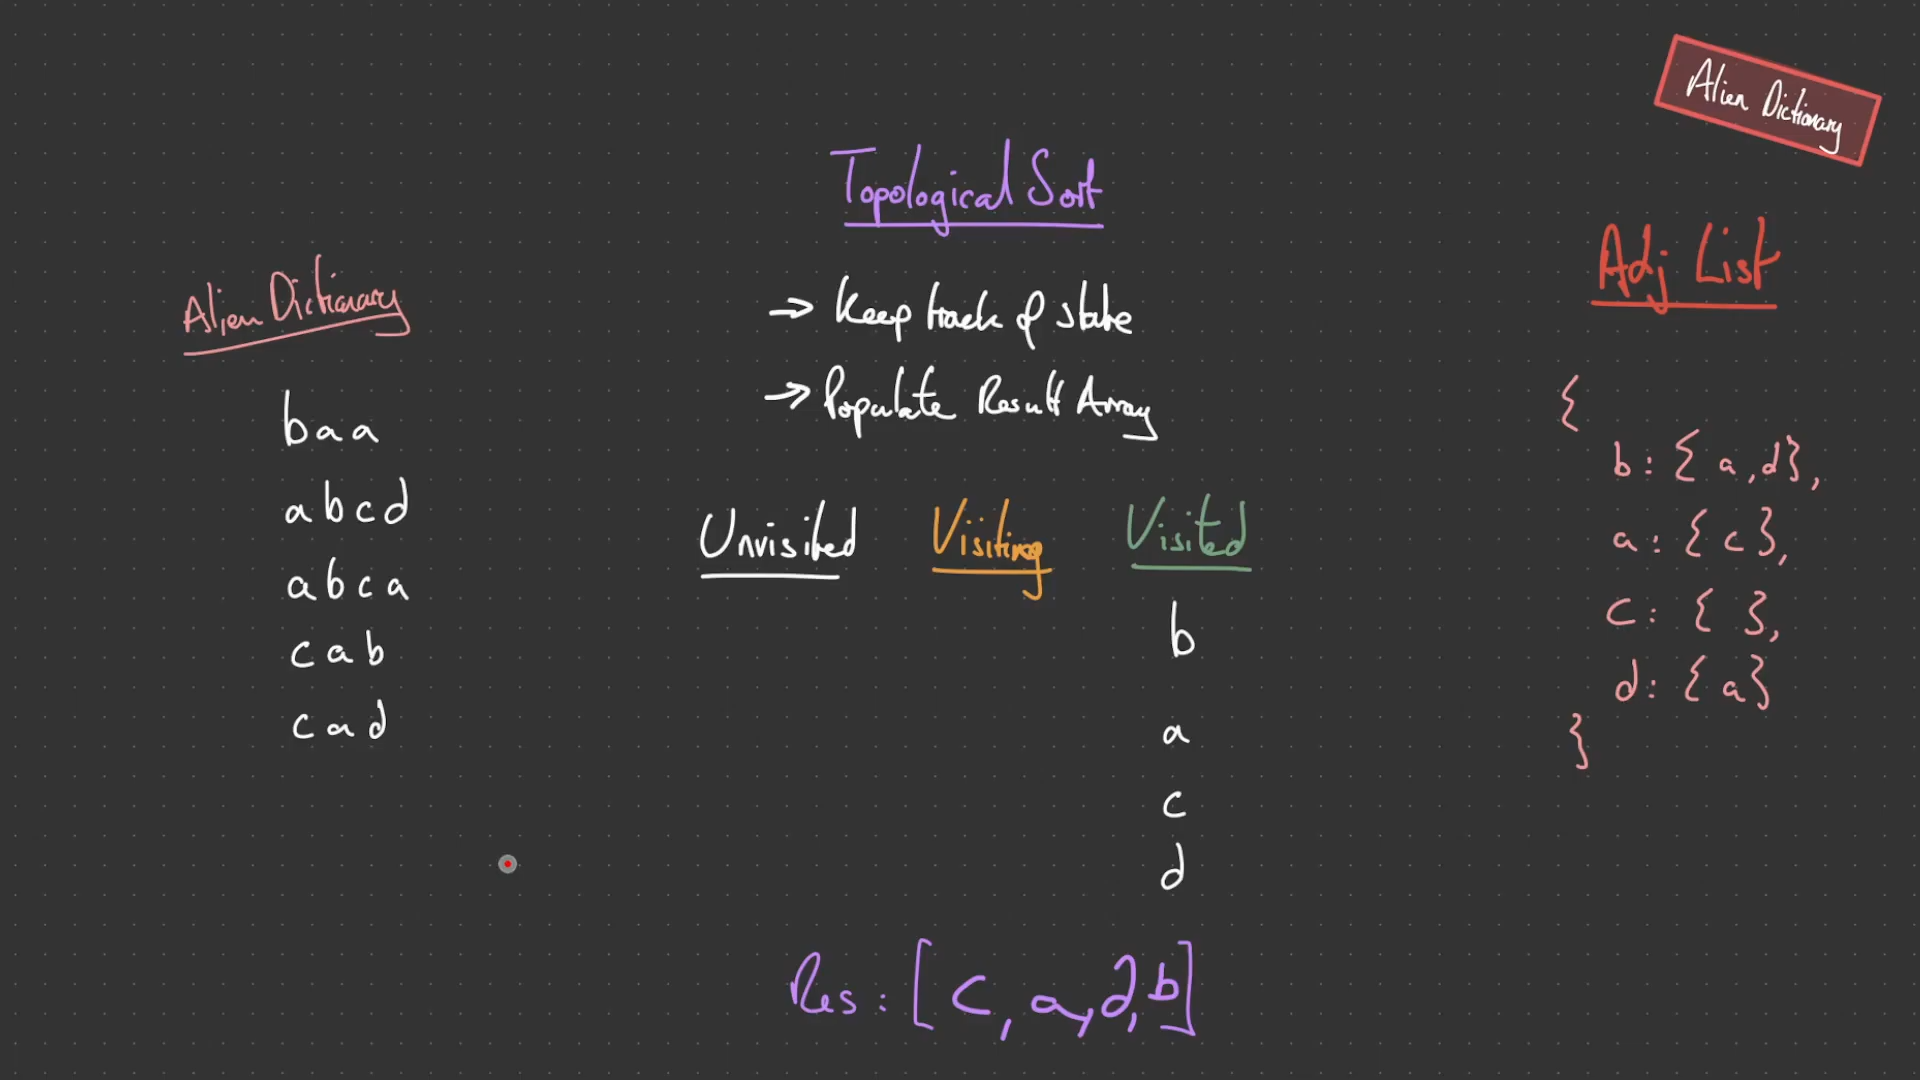 Alien Dictionary
Topological Sort
→ Keep track of state
→ Populate Result Array
Alien Dictionary
baa
abcd
abca
cab
cad
Unvisited Visiting Visited
b
a
c
d
Res: [c, a, d, b]
Adj List
{
b: { a, d},
a: { c },
c: { },
d: { a }
}